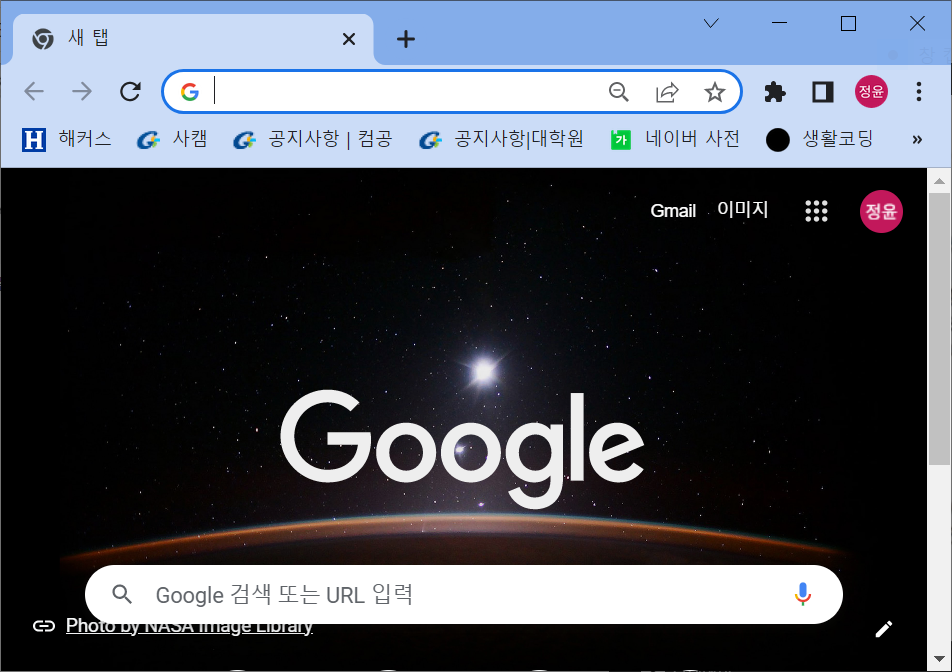 새 탭
정윤
H 해커스 사캠 공지사항 | 컴공 공지사항|대학원 가 네이버 사전 생활코딩 »
Gmail 이미지 정윤
Google
Google 검색 또는 URL 입력
Photo by NASA Image Library